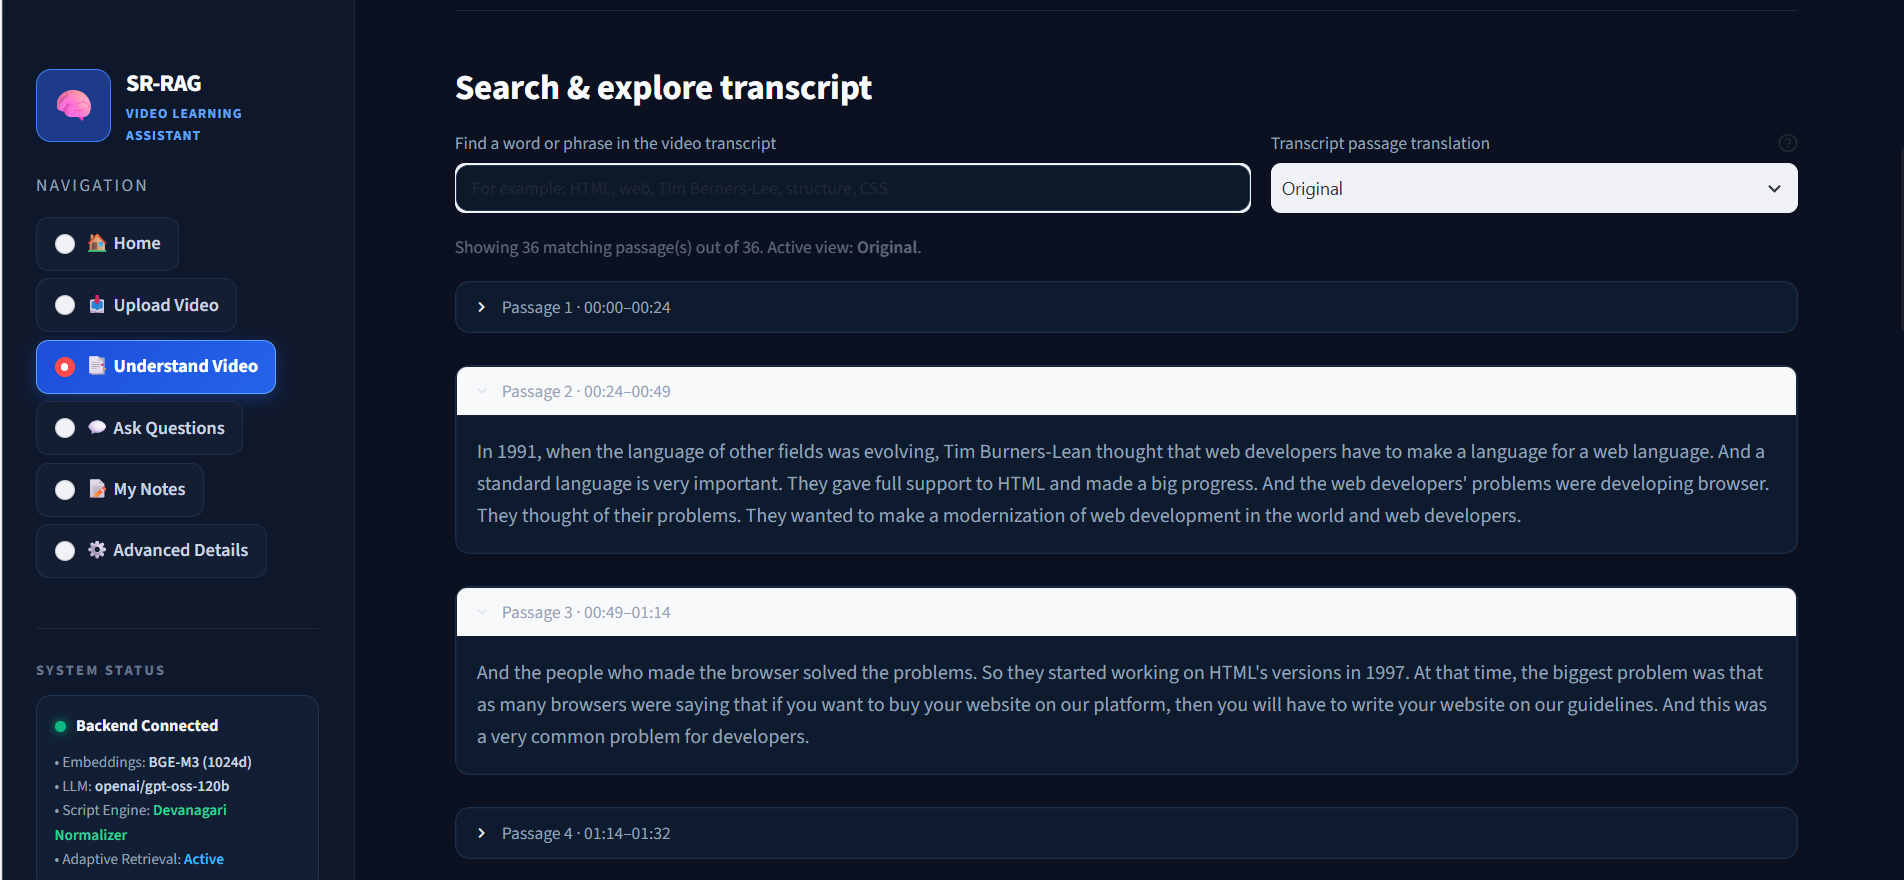 SR-RAG
VIDEO LEARNING
ASSISTANT
NAVIGATION
Home
Upload Video
Understand Video
Ask Questions
My Notes
Advanced Details
SYSTEM STATUS
Backend Connected
• Embeddings: BGE-M3 (1024d)
• LLM: openai/gpt-oss-120b
• Script Engine: Devanagari
Normalizer
• Adaptive Retrieval: Active
Search & explore transcript
Find a word or phrase in the video transcript
For example: HTML, web, Tim Berners-Lee, structure, CSS
Transcript passage translation
?
Original
Showing 36 matching passage(s) out of 36. Active view: Original.
Passage 1 · 00:00–00:24
Passage 2 · 00:24–00:49
In 1991, when the language of other fields was evolving, Tim Burners-Lean thought that web developers have to make a language for a web language. And a
standard language is very important. They gave full support to HTML and made a big progress. And the web developers' problems were developing browser.
They thought of their problems. They wanted to make a modernization of web development in the world and web developers.
Passage 3 · 00:49–01:14
And the people who made the browser solved the problems. So they started working on HTML's versions in 1997. At that time, the biggest problem was that
as many browsers were saying that if you want to buy your website on our platform, then you will have to write your website on our guidelines. And this was
a very common problem for developers.
Passage 4 · 01:14–01:32